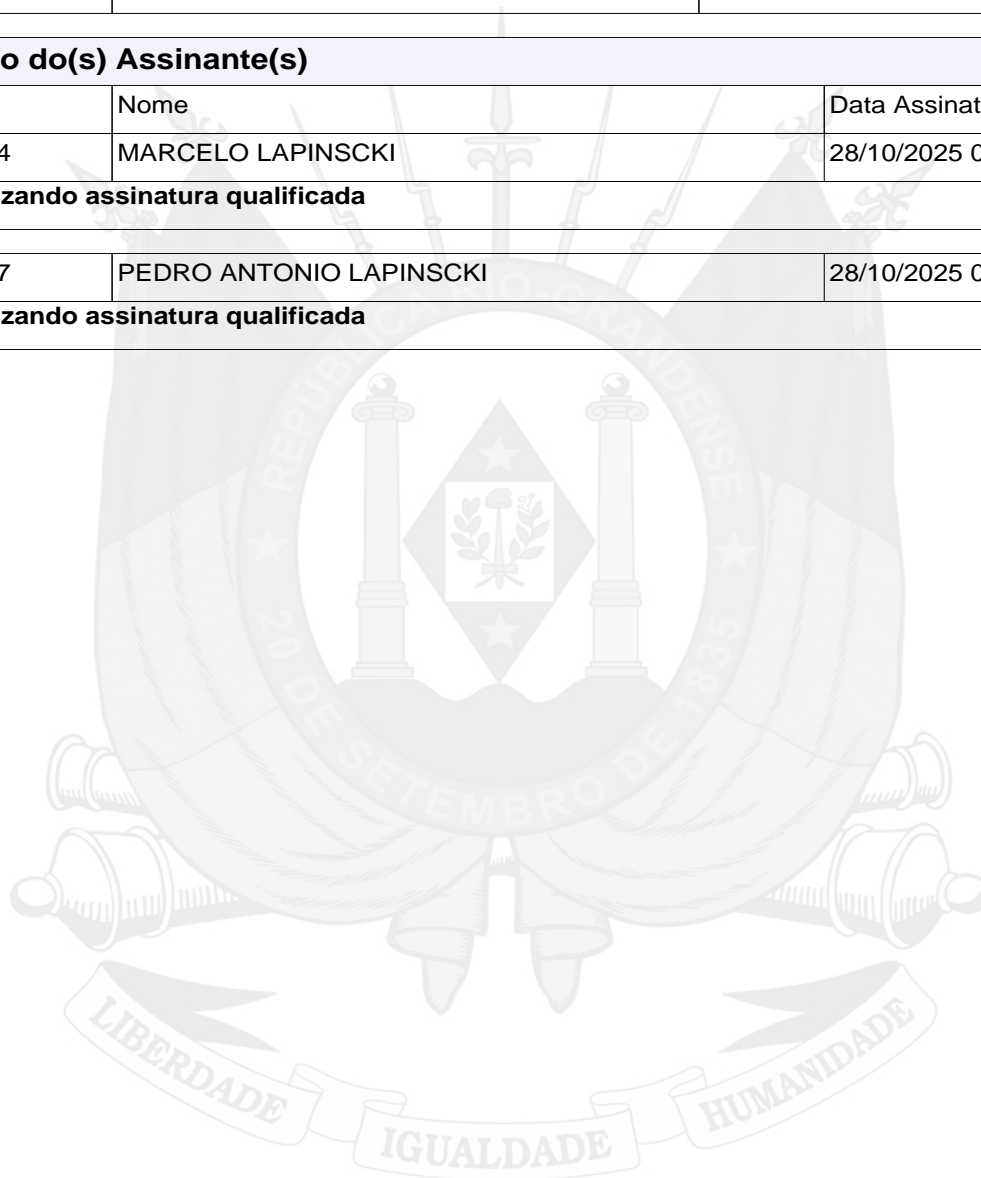 o do(s) Assinante(s)
Nome Data Assinat
4 MARCELO LAPINSCKI 28/10/2025 0
zando assinatura qualificada
7 PEDRO ANTONIO LAPINSCKI 28/10/2025 0
zando assinatura qualificada
REPÚBLICA RIO-GRANDENSE
20 DE SETEMBRO DE 1835
LIBERDADE IGUALDADE HUMANIDADE